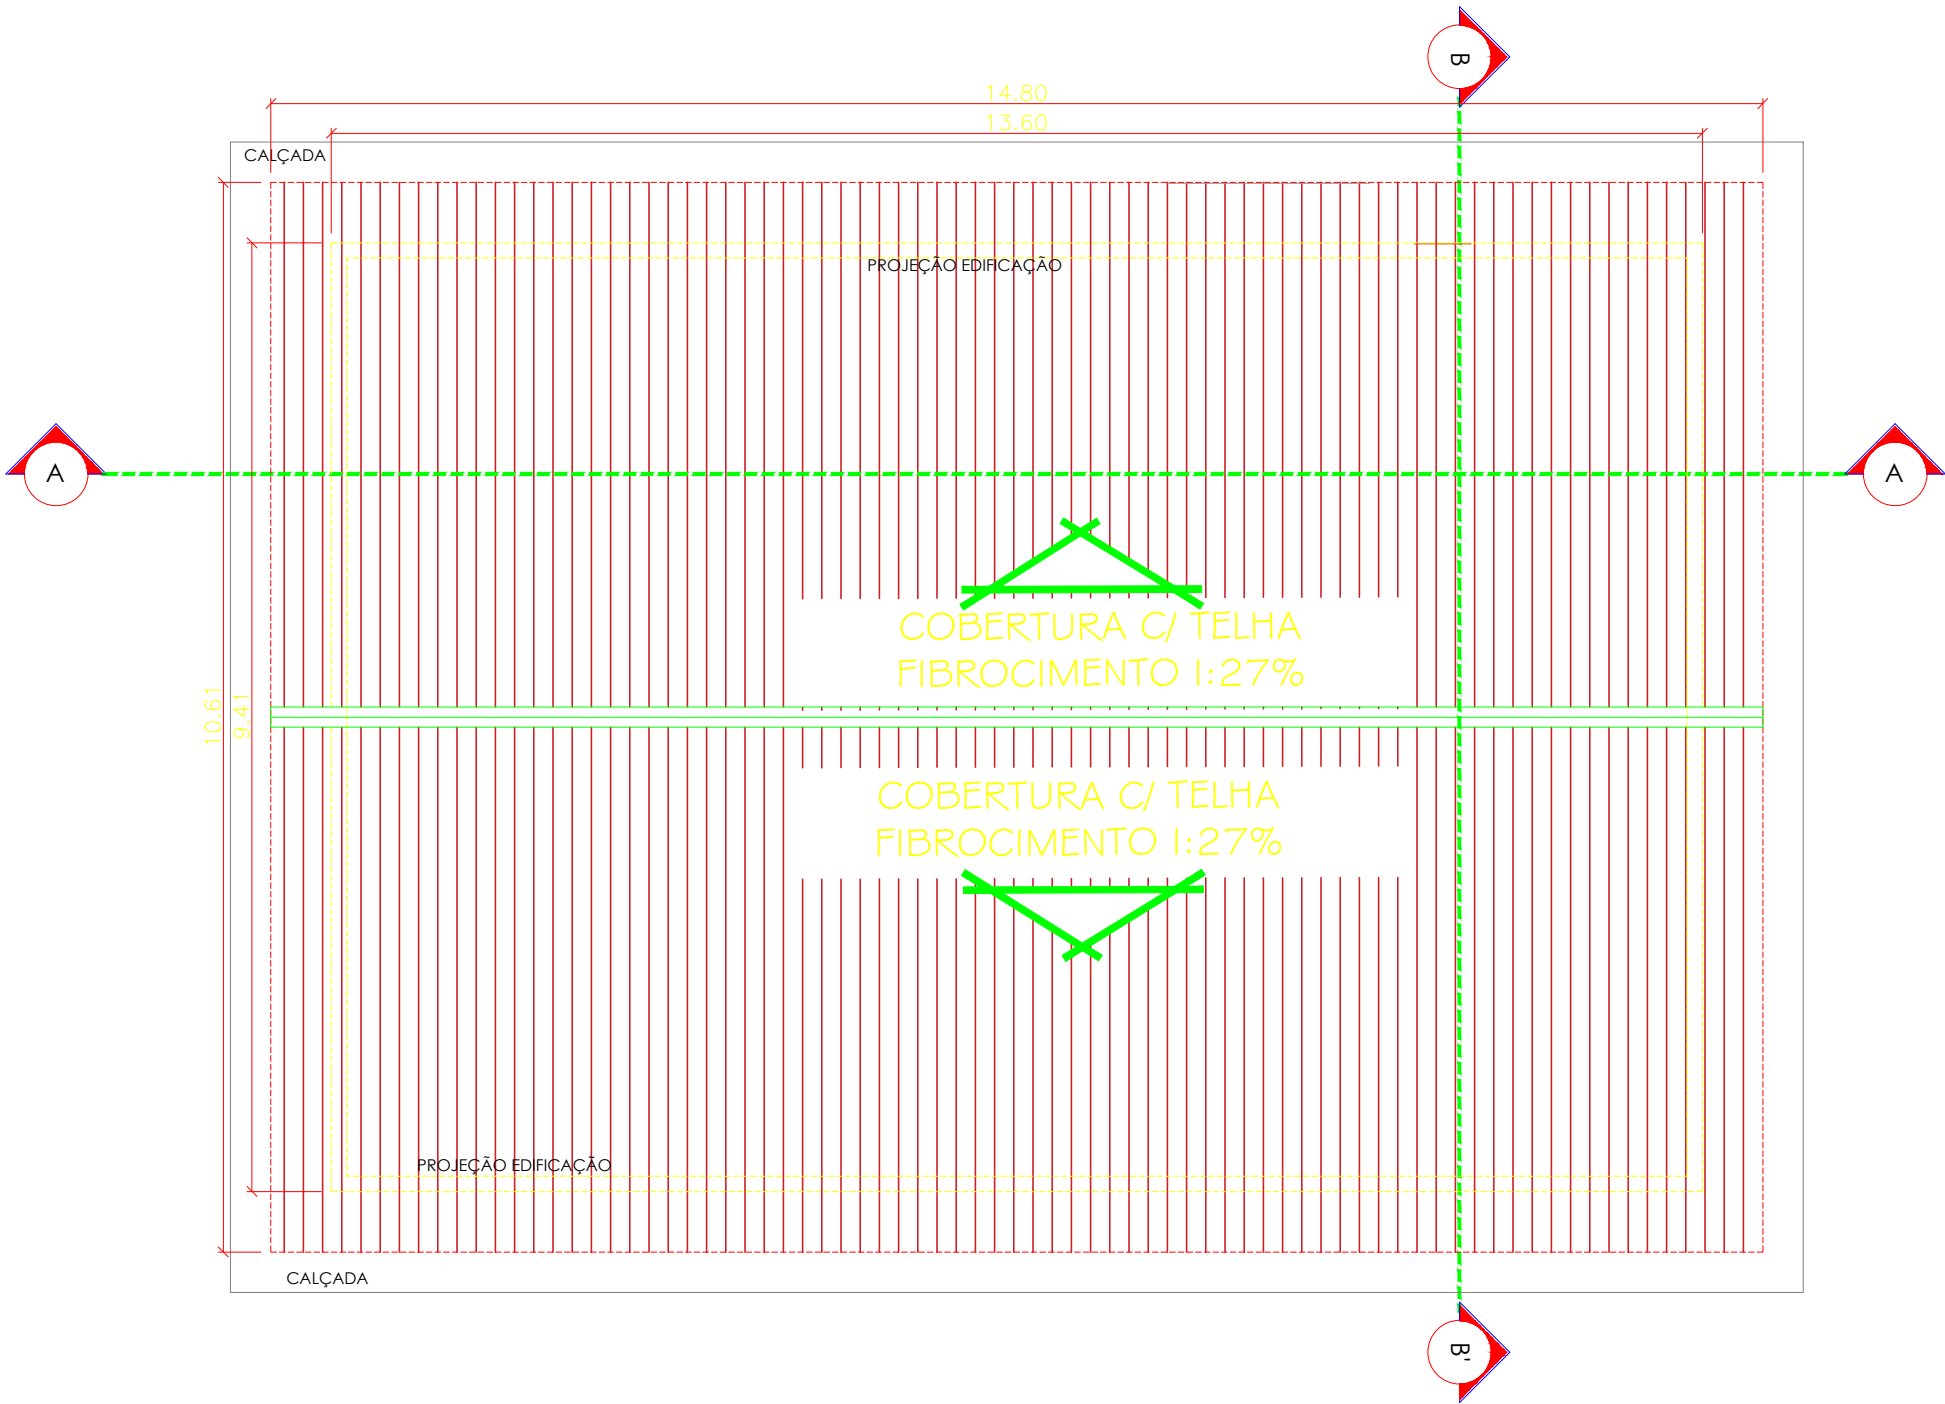 B
14.80
13.60
CALÇADA
PROJEÇÃO EDIFICAÇÃO
A
A
COBERTURA C/ TELHA
FIBROCIMENTO I:27%
10.61
9.41
COBERTURA C/ TELHA
FIBROCIMENTO I:27%
PROJEÇÃO EDIFICAÇÃO
CALÇADA
B'